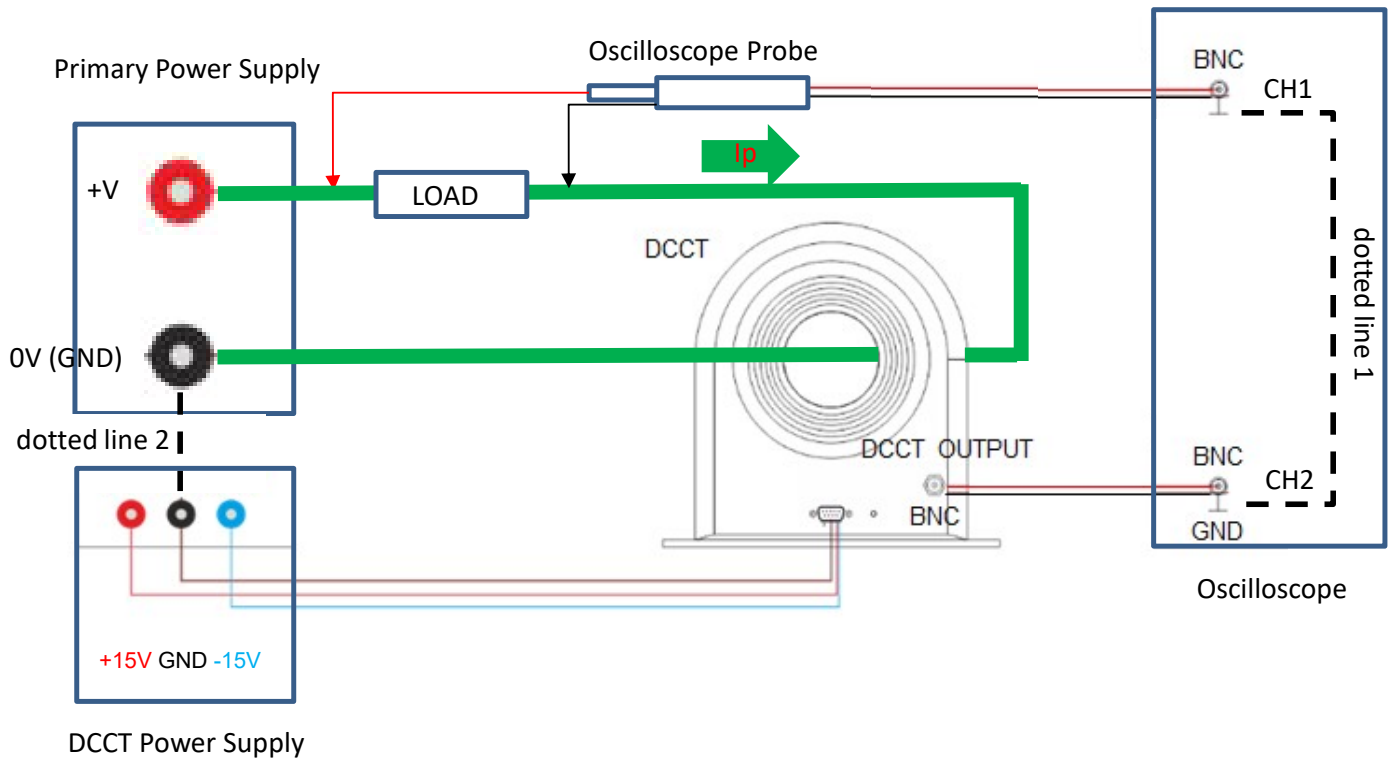 Oscilloscope Probe
BNC
Primary Power Supply
CH1
Ip
+V
LOAD
DCCT
dotted line 1
0V (GND)
dotted line 2
DCCT OUTPUT
BNC
CH2
BNC
GND
Oscilloscope
+15V GND -15V
DCCT Power Supply